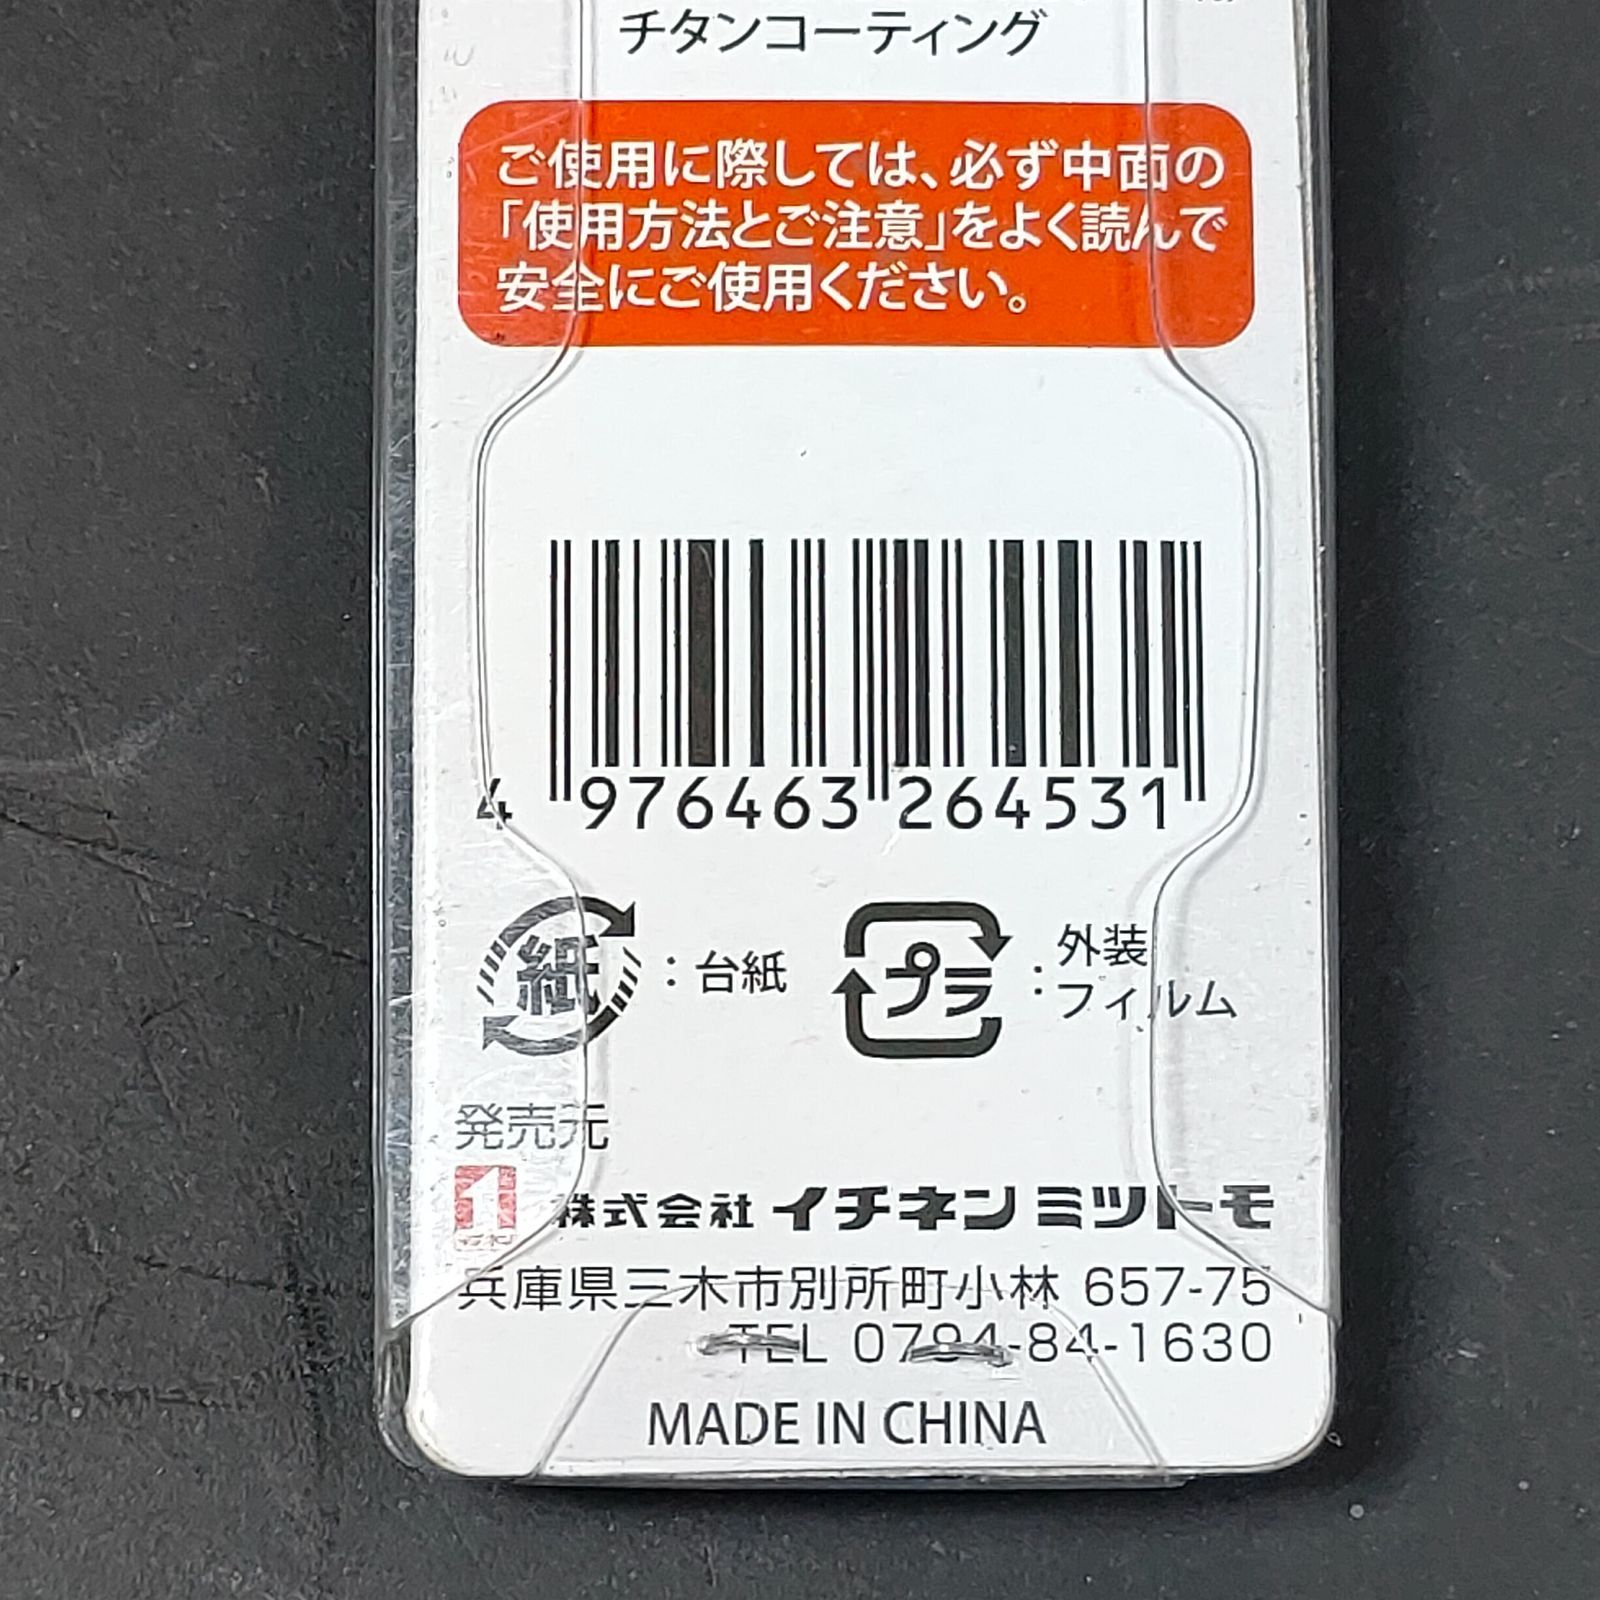 チタンコーティング
ご使用に際しては、必ず中面の
「使用方法とご注意」をよく読んで
安全にご使用ください。
4 976463 264531
紙 : 台紙
プラ : 外装
フィルム
発売元
株式会社 イチネンミツトモ
兵庫県三木市別所町小林 657-75
TEL 0794-84-1630
MADE IN CHINA